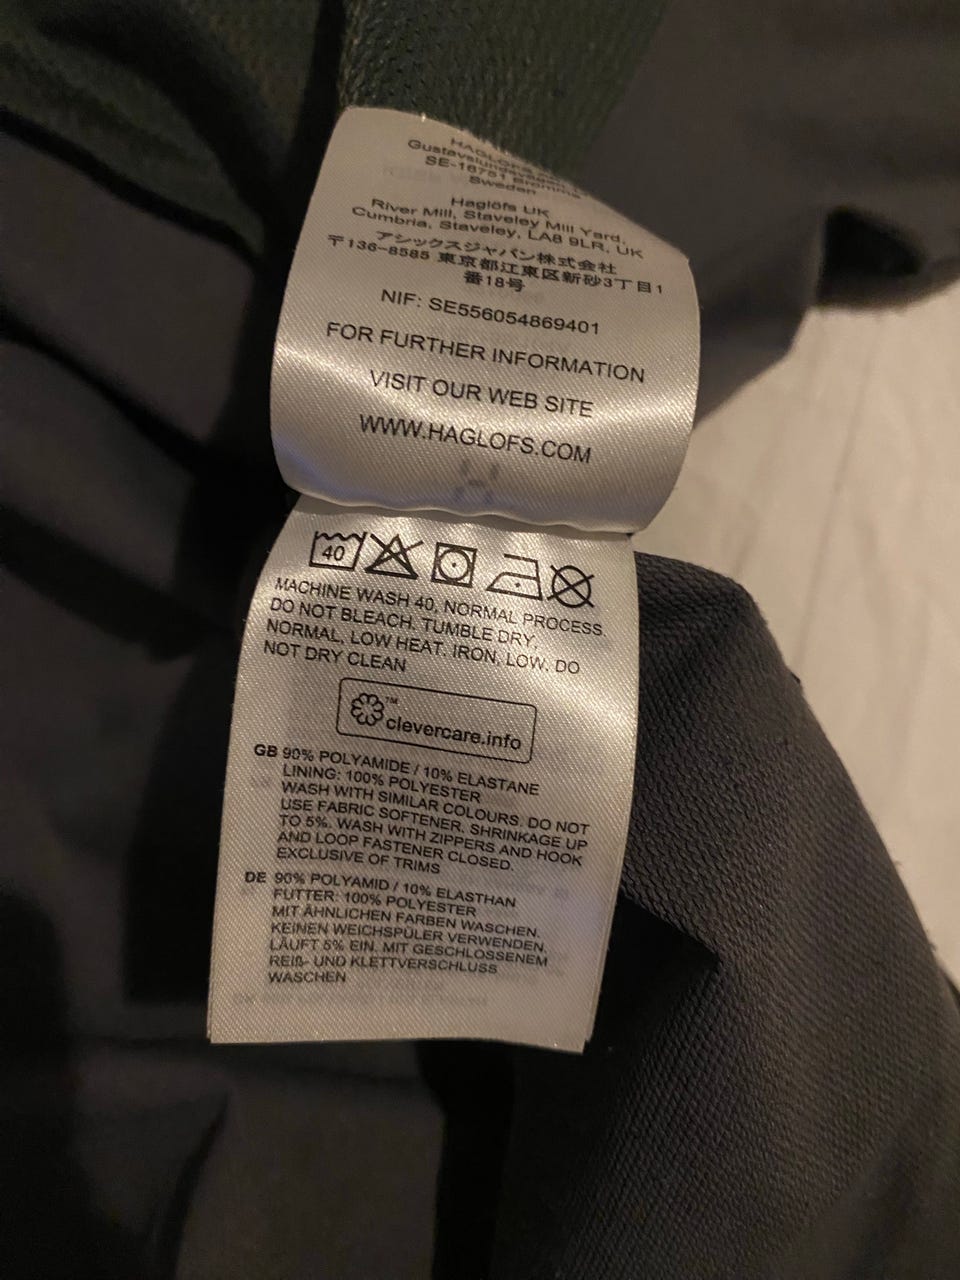 HAGLÖFS
Gustavslundsvägen
SE-16751 Bromma
Sweden
Haglöfs UK
River Mill, Staveley Mill Yard,
Cumbria, Staveley, LA8 9LR, UK
アシックスジャパン株式会社
〒136-8585 東京都江東区新砂3丁目1
番18号
NIF: SE556054869401
FOR FURTHER INFORMATION
VISIT OUR WEB SITE
WWW.HAGLOFS.COM
40
MACHINE WASH 40, NORMAL PROCESS.
DO NOT BLEACH. TUMBLE DRY,
NORMAL, LOW HEAT. IRON, LOW. DO
NOT DRY CLEAN
™
clevercare.info
GB 90% POLYAMIDE / 10% ELASTANE
LINING: 100% POLYESTER
WASH WITH SIMILAR COLOURS. DO NOT
USE FABRIC SOFTENER. SHRINKAGE UP
TO 5%. WASH WITH ZIPPERS AND HOOK
AND LOOP FASTENER CLOSED.
EXCLUSIVE OF TRIMS
DE 90% POLYAMID / 10% ELASTHAN
FUTTER: 100% POLYESTER
MIT ÄHNLICHEN FARBEN WASCHEN.
KEINEN WEICHSPÜLER VERWENDEN.
LÄUFT 5% EIN. MIT GESCHLOSSENEM
REIß- UND KLETTVERSCHLUSS
WASCHEN